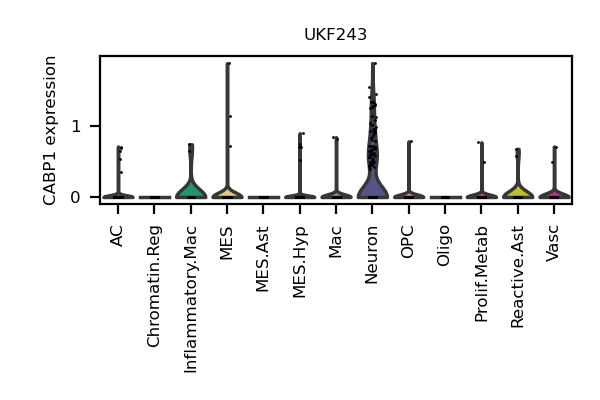 UKF243
CABP1 expression
1
0
AC
Chromatin.Reg
Inflammatory.Mac
MES
MES.Ast
MES.Hyp
Mac
Neuron
OPC
Oligo
Prolif.Metab
Reactive.Ast
Vasc